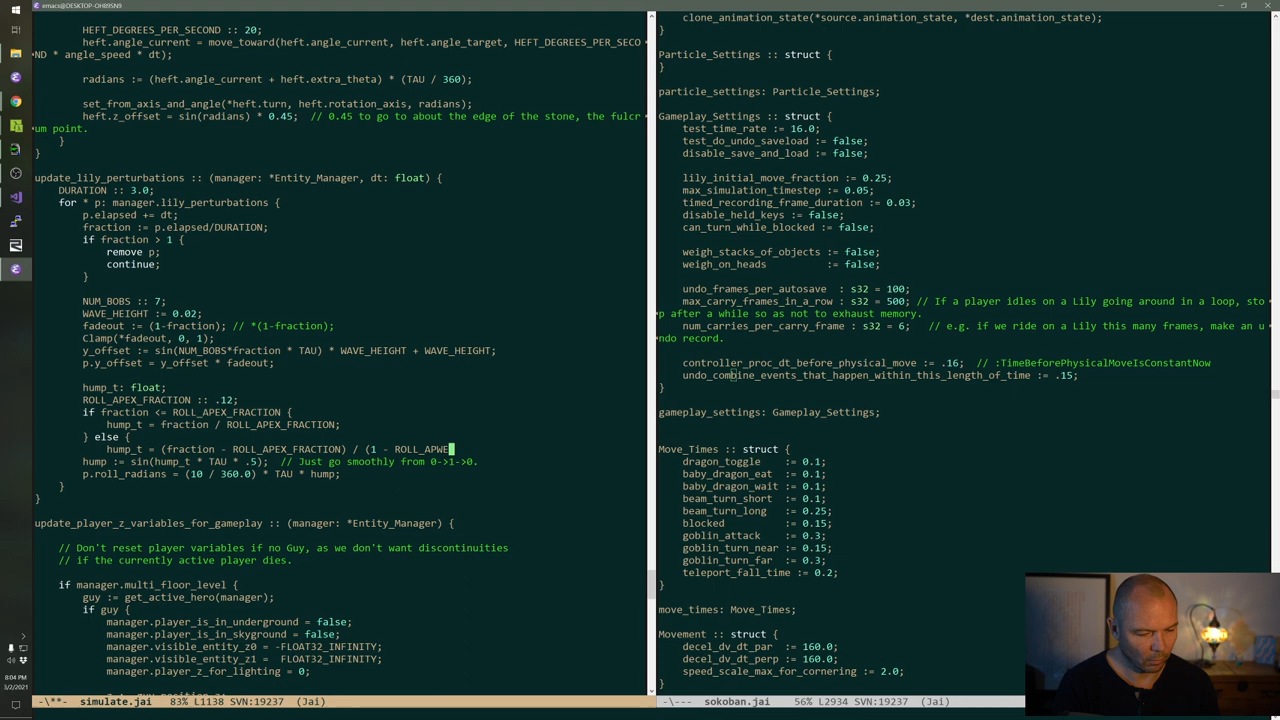 emacs@DESKTOP-OH89SN9
HEFT_DEGREES_PER_SECOND :: 20;
heft.angle_current = move_toward(heft.angle_current, heft.angle_target, HEFT_DEGREES_PER_SECO
ND * angle_speed * dt);
radians := (heft.angle_current + heft.extra_theta) * (TAU / 360);
set_from_axis_and_angle(*heft.turn, heft.rotation_axis, radians);
heft.z_offset = sin(radians) * 0.45;  // 0.45 to go to about the edge of the stone, the fulcr
um point.
}
}
update_lily_perturbations :: (manager: *Entity_Manager, dt: float) {
DURATION :: 3.0;
for * p: manager.lily_perturbations {
p.elapsed += dt;
fraction := p.elapsed/DURATION;
if fraction > 1 {
remove p;
continue;
}
NUM_BOBS :: 7;
WAVE_HEIGHT := 0.02;
fadeout := (1-fraction); // *(1-fraction);
Clamp(*fadeout, 0, 1);
y_offset := sin(NUM_BOBS*fraction * TAU) * WAVE_HEIGHT + WAVE_HEIGHT;
p.y_offset = y_offset * fadeout;
hump_t: float;
ROLL_APEX_FRACTION :: .12;
if fraction <= ROLL_APEX_FRACTION {
hump_t = fraction / ROLL_APEX_FRACTION;
} else {
hump_t = (fraction - ROLL_APEX_FRACTION) / (1 - ROLL_APWE
hump := sin(hump_t * TAU * .5);  // Just go smoothly from 0->1->0.
p.roll_radians = (10 / 360.0) * TAU * hump;
}
}
update_player_z_variables_for_gameplay :: (manager: *Entity_Manager) {
// Don't reset player variables if no Guy, as we don't want discontinuities
// if the currently active player dies.
if manager.multi_floor_level {
guy := get_active_hero(manager);
if guy {
manager.player_is_in_underground = false;
manager.player_is_in_skyground = false;
manager.visible_entity_z0 = -FLOAT32_INFINITY;
manager.visible_entity_z1 =  FLOAT32_INFINITY;
manager.player_z_for_lighting = 0;
-\**-  simulate.jai   83% L1138 SVN:19237  (Jai)
clone_animation_state(*source.animation_state, *dest.animation_state);
}
Particle_Settings :: struct {
}
particle_settings: Particle_Settings;
Gameplay_Settings :: struct {
test_time_rate := 16.0;
test_do_undo_saveload := false;
disable_save_and_load := false;
lily_initial_move_fraction := 0.25;
max_simulation_timestep := 0.05;
timed_recording_frame_duration := 0.03;
disable_held_keys := false;
can_turn_while_blocked := false;
weigh_stacks_of_objects := false;
weigh_on_heads          := false;
undo_frames_per_autosave  : s32 = 100;
max_carry_frames_in_a_row : s32 = 500; // If a player idles on a Lily going around in a loop, sto
p after a while so as not to exhaust memory.
num_carries_per_carry_frame : s32 = 6;   // e.g. if we ride on a Lily this many frames, make an u
ndo record.
controller_proc_dt_before_physical_move := .16;  // :TimeBeforePhysicalMoveIsConstantNow
undo_combine_events_that_happen_within_this_length_of_time := .15;
}
gameplay_settings: Gameplay_Settings;
Move_Times :: struct {
dragon_toggle    := 0.1;
baby_dragon_eat  := 0.1;
baby_dragon_wait := 0.1;
beam_turn_short  := 0.1;
beam_turn_long   := 0.25;
blocked          := 0.15;
goblin_attack    := 0.3;
goblin_turn_near := 0.15;
goblin_turn_far  := 0.3;
teleport_fall_time := 0.2;
}
move_times: Move_Times;
Movement :: struct {
decel_dv_dt_par  := 160.0;
decel_dv_dt_perp := 160.0;
speed_scale_max_for_cornering := 2.0;
}
-\---  sokoban.jai   56% L2934 SVN:19237  (Jai)
8:04 PM
3/2/2021